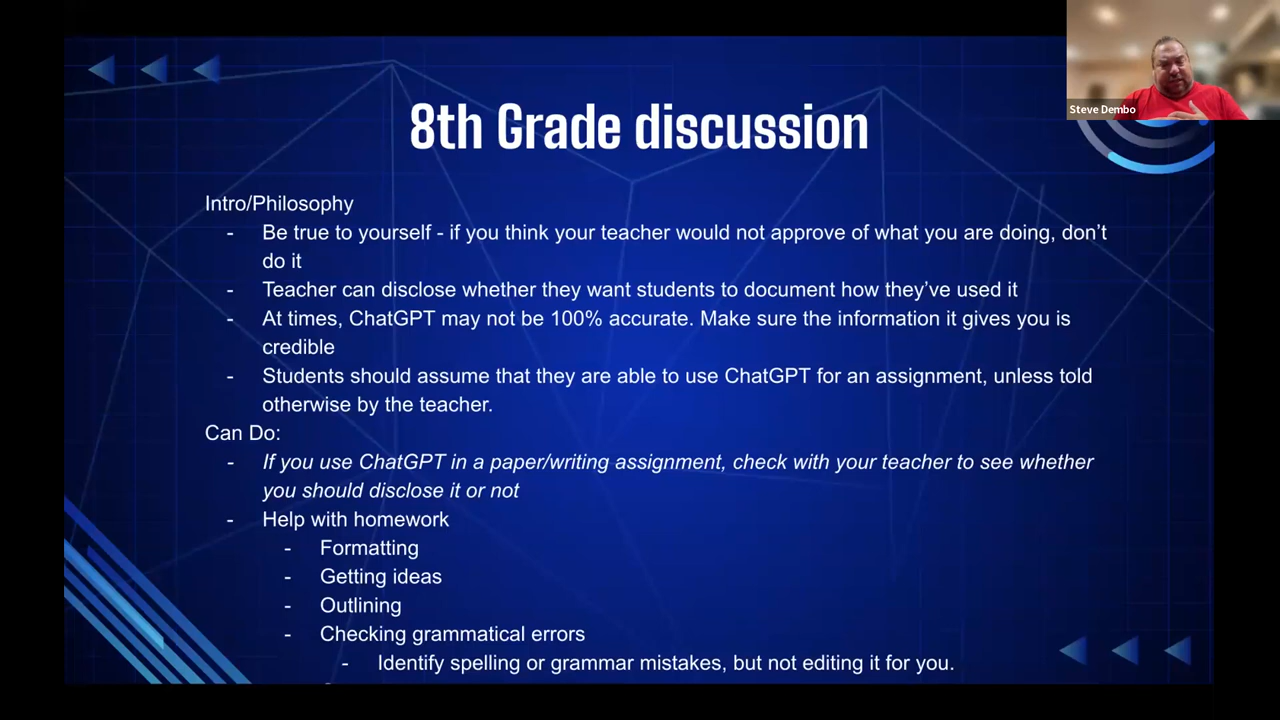 Steve Dembo
8th Grade discussion
Intro/Philosophy
- Be true to yourself - if you think your teacher would not approve of what you are doing, don’t
do it
- Teacher can disclose whether they want students to document how they’ve used it
- At times, ChatGPT may not be 100% accurate. Make sure the information it gives you is
credible
- Students should assume that they are able to use ChatGPT for an assignment, unless told
otherwise by the teacher.
Can Do:
- If you use ChatGPT in a paper/writing assignment, check with your teacher to see whether
you should disclose it or not
- Help with homework
- Formatting
- Getting ideas
- Outlining
- Checking grammatical errors
- Identify spelling or grammar mistakes, but not editing it for you.